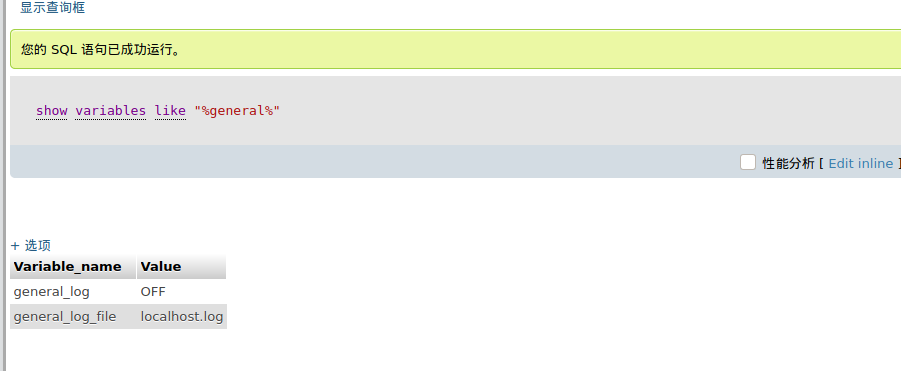 显示查询框
您的 SQL 语句已成功运行。
show variables like "%general%"
性能分析 [ Edit inline ]
+ 选项
Variable_name Value
general_log OFF
general_log_file localhost.log